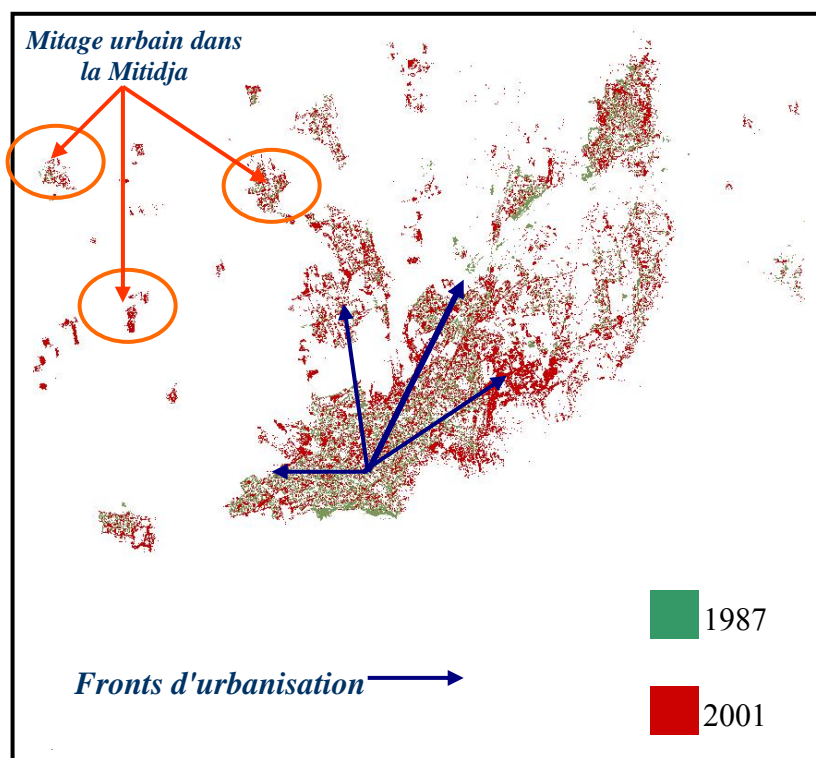 Mitage urbain dans
la Mitidja
1987
Fronts d'urbanisation
2001